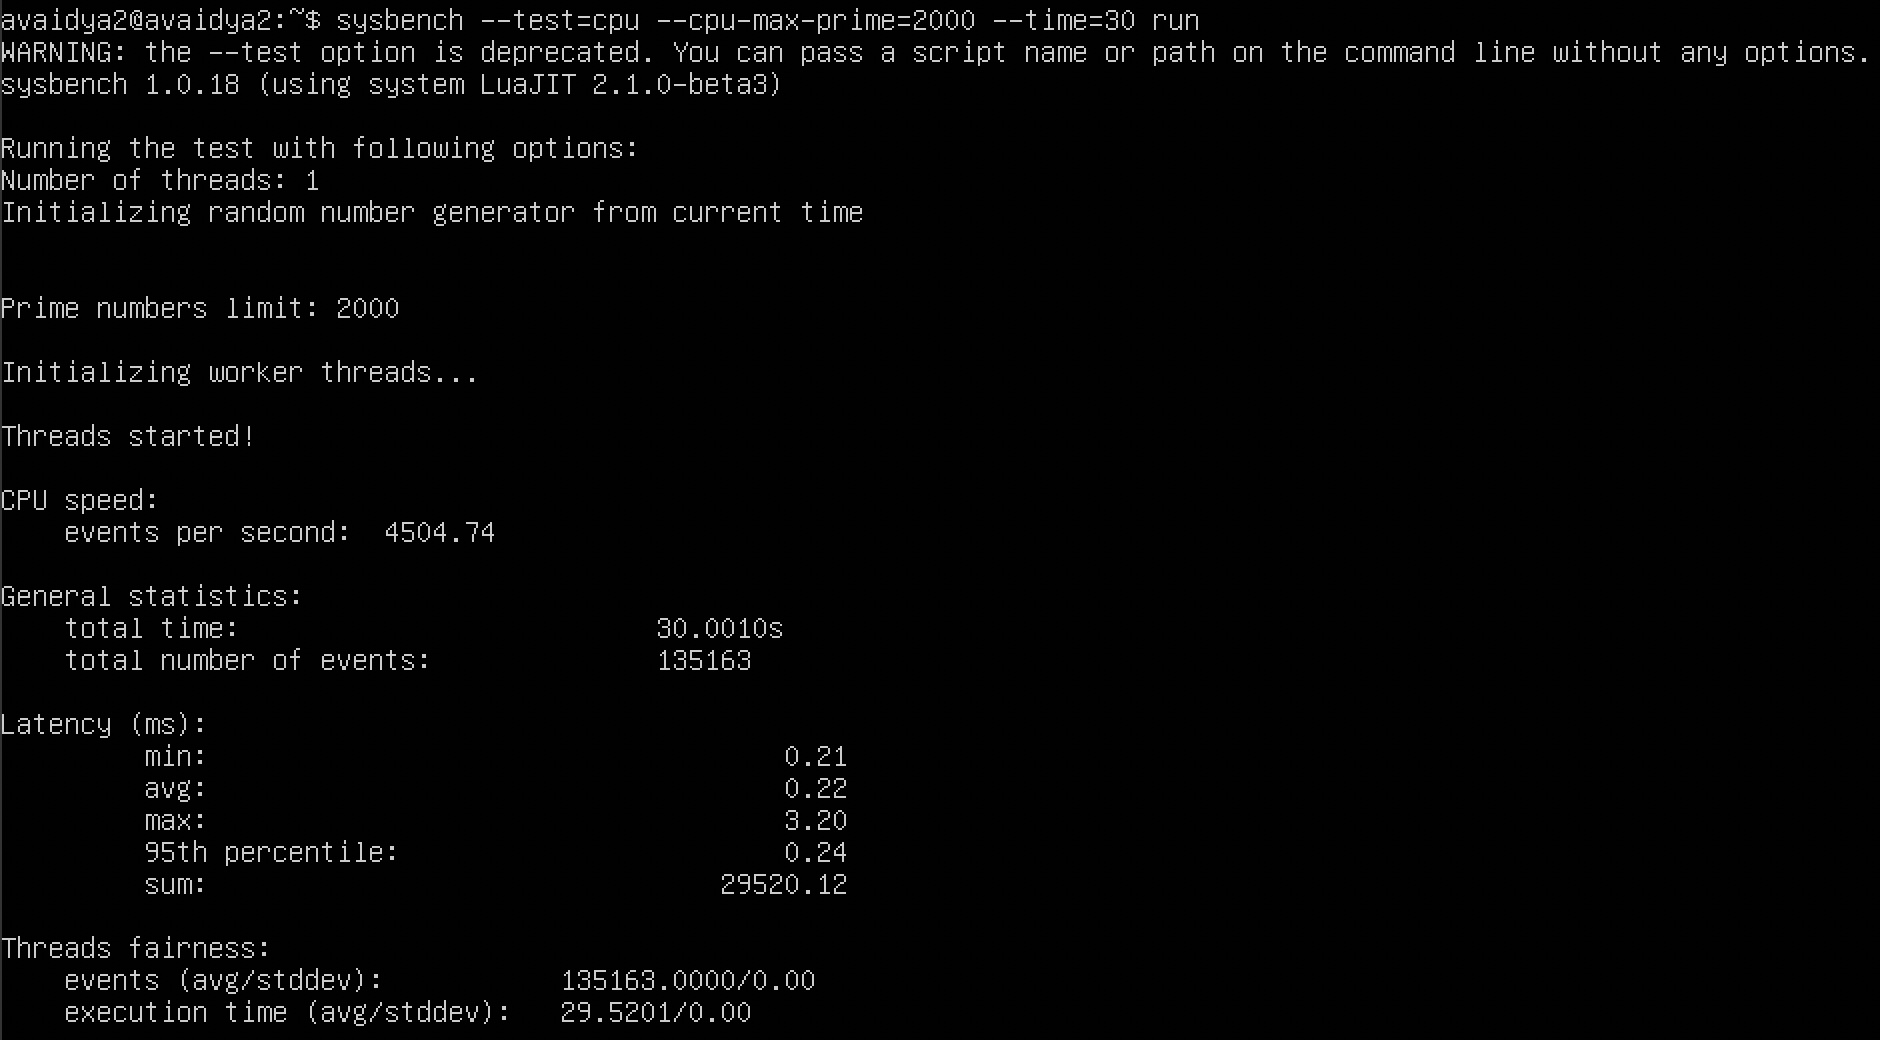 avaidya2@avaidya2:~$ sysbench --test=cpu --cpu-max-prime=2000 --time=30 run
WARNING: the --test option is deprecated. You can pass a script name or path on the command line without any options.
sysbench 1.0.18 (using system LuaJIT 2.1.0-beta3)
Running the test with following options:
Number of threads: 1
Initializing random number generator from current time
Prime numbers limit: 2000
Initializing worker threads...
Threads started!
CPU speed:
events per second: 4504.74
General statistics:
total time: 30.0010s
total number of events: 135163
Latency (ms):
min: 0.21
avg: 0.22
max: 3.20
95th percentile: 0.24
sum: 29520.12
Threads fairness:
events (avg/stddev): 135163.0000/0.00
execution time (avg/stddev): 29.5201/0.00